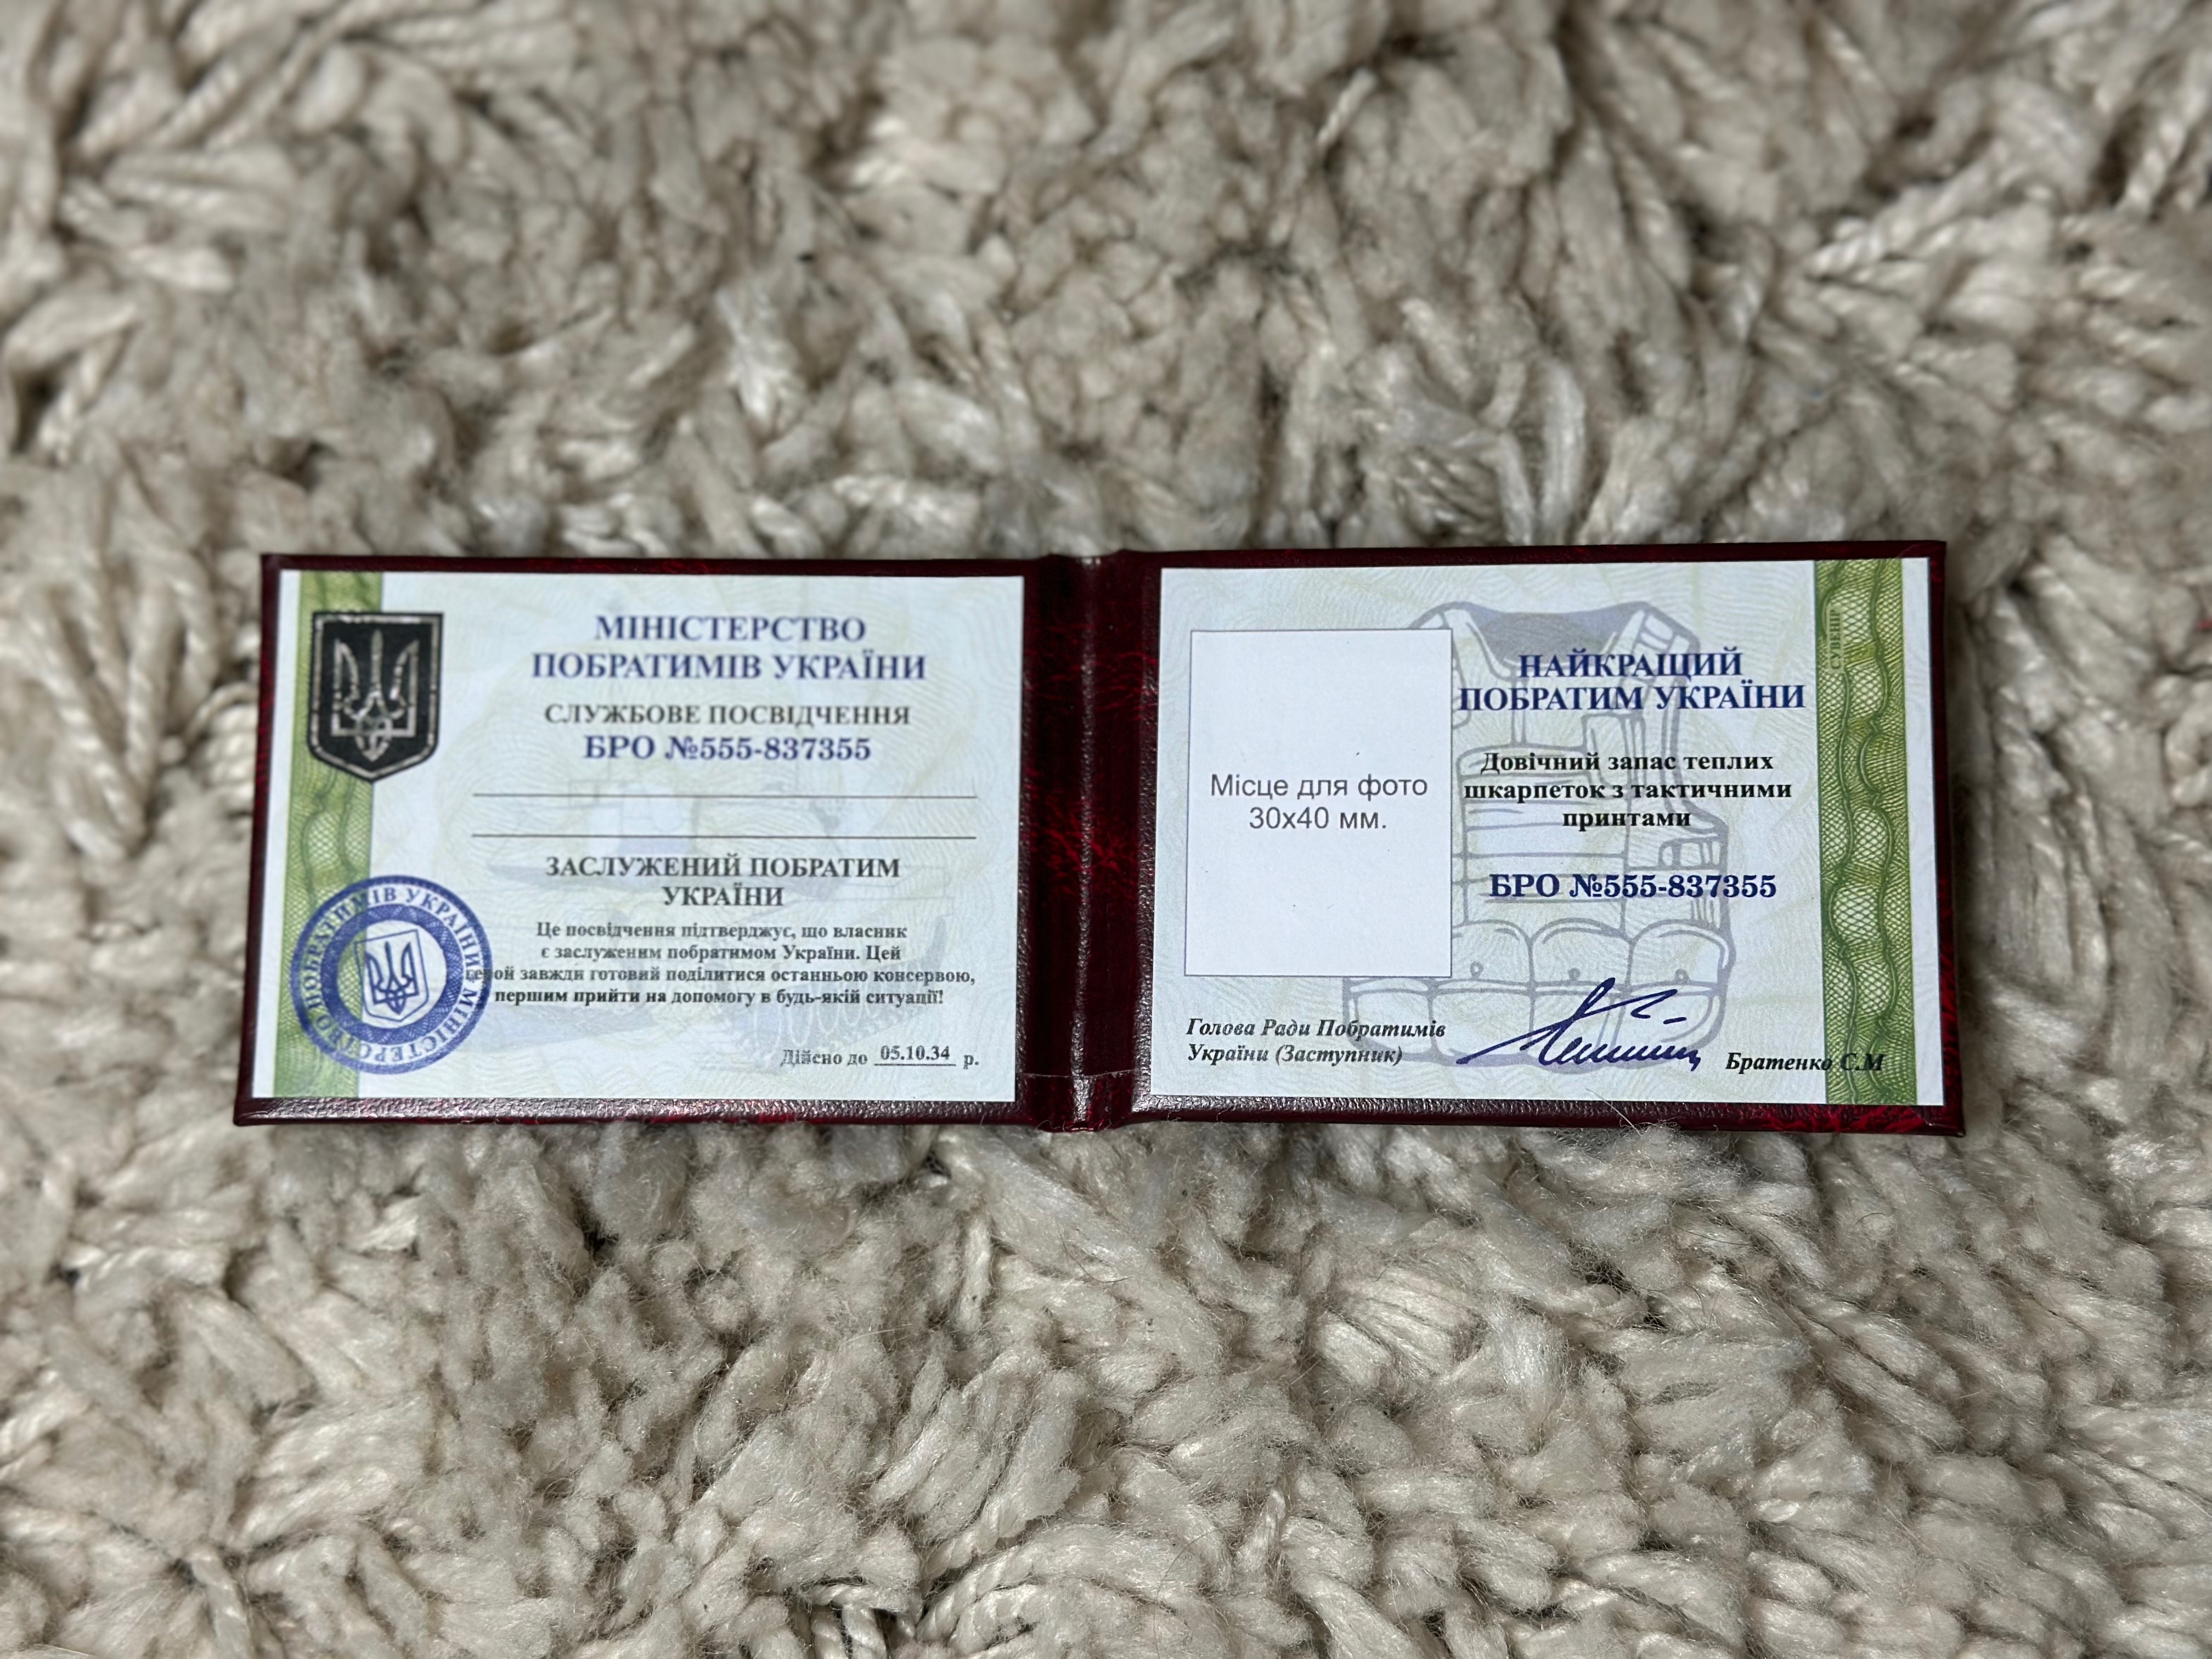 МІНІСТЕРСТВО
ПОБРАТИМІВ УКРАЇНИ
СЛУЖБОВЕ ПОСВІДЧЕННЯ
БРО №555-837355
ЗАСЛУЖЕНИЙ ПОБРАТИМ
УКРАЇНИ
Це посвідчення підтверджує, що власник
є заслуженим побратимом України. Цей
герой завжди готовий поділитися останньою консервою,
першим прийти на допомогу в будь-якій ситуації!
Дійсно до 05.10.34 р.
МІНІСТЕРСТВО ПОБРАТИМІВ УКРАЇНИ
Місце для фото
30х40 мм.
НАЙКРАЩИЙ
ПОБРАТИМ УКРАЇНИ
Довічний запас теплих
шкарпеток з тактичними
принтами
БРО №555-837355
Голова Ради Побратимів
України (Заступник)
Братенко С.М
СУВЕНІР